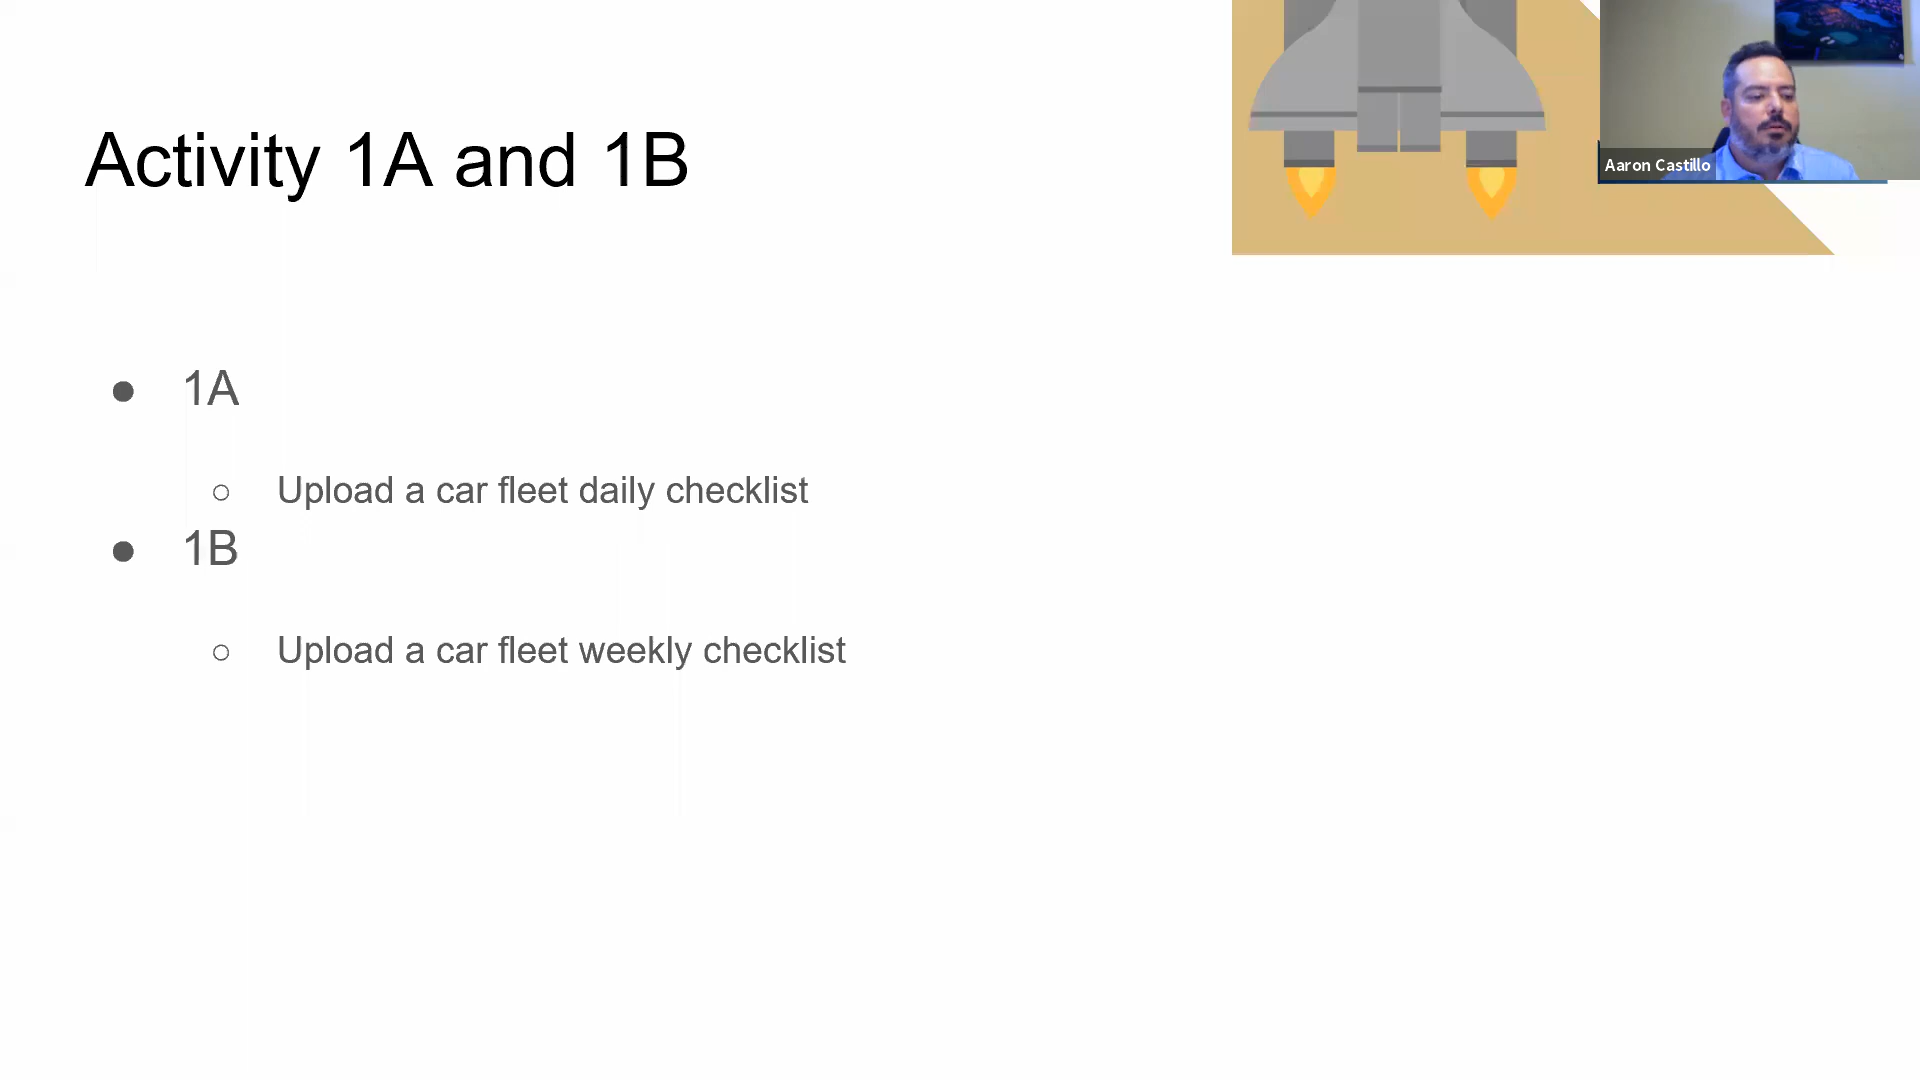 Activity 1A and 1B
Aaron Castillo
1A
Upload a car fleet daily checklist
1B
Upload a car fleet weekly checklist